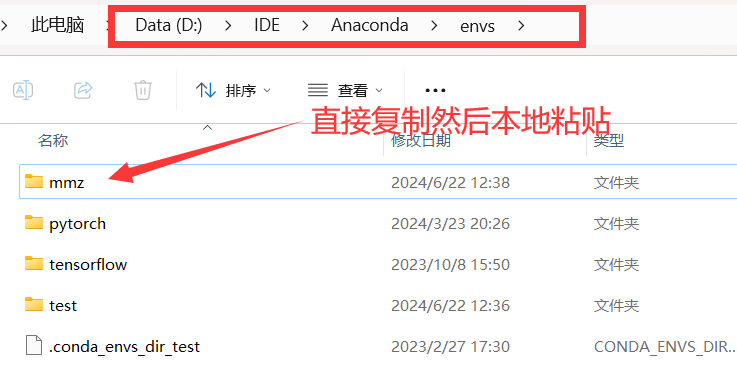 此电脑 > Data (D:) > IDE > Anaconda > envs >
排序 查看 ...
直接复制然后本地粘贴
名称 修改日期 类型
mmz 2024/6/22 12:38 文件夹
pytorch 2024/3/23 20:26 文件夹
tensorflow 2023/10/8 15:50 文件夹
test 2024/6/22 12:36 文件夹
.conda_envs_dir_test 2023/2/27 17:30 CONDA_ENVS_DIR...